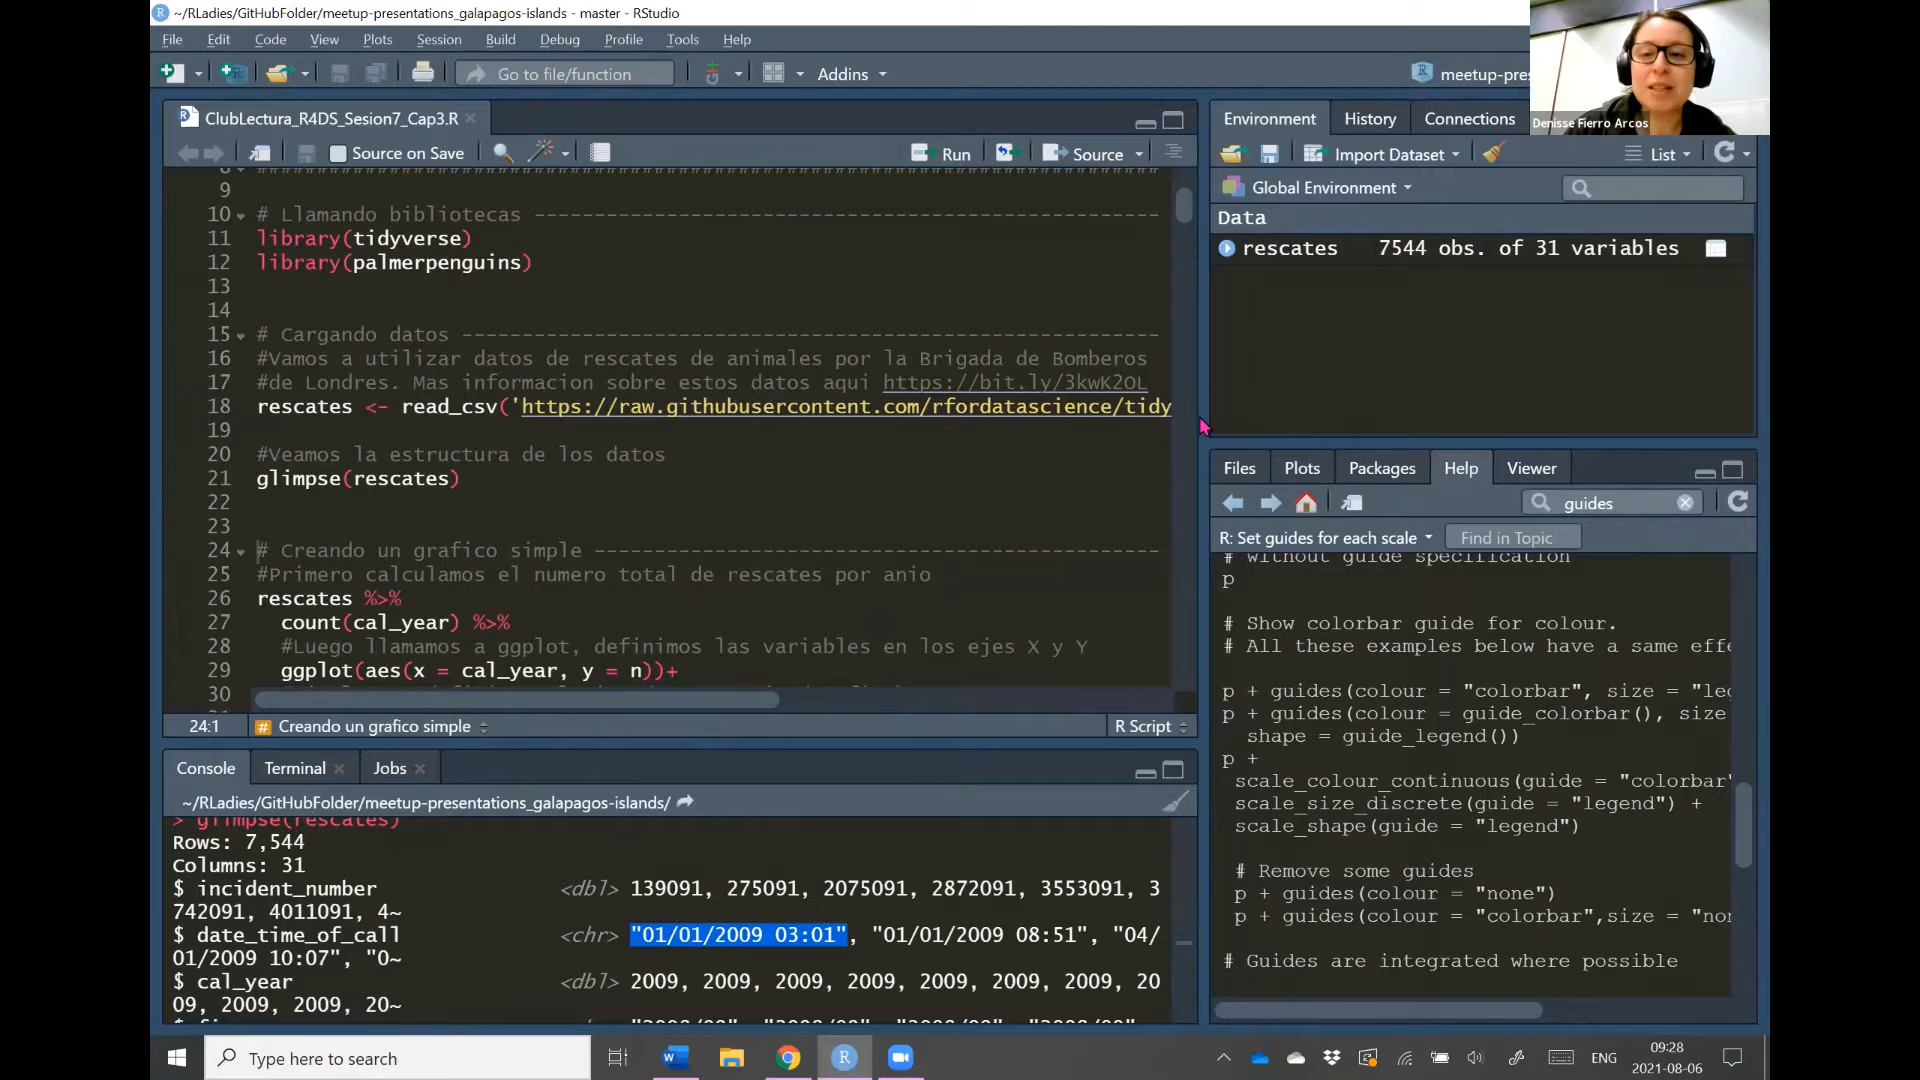 ~/RLadies/GitHubFolder/meetup-presentations_galapagos-islands - master - RStudio
File Edit Code View Plots Session Build Debug Profile Tools Help
Go to file/function Addins meetup-pres
Denisse Fierro Arcos
ClubLectura_R4DS_Sesion7_Cap3.R
Source on Save Run Source
9
10 # Llamando bibliotecas
11 library(tidyverse)
12 library(palmerpenguins)
13
14
15 # Cargando datos
16 #Vamos a utilizar datos de rescates de animales por la Brigada de Bomberos
17 #de Londres. Mas informacion sobre estos datos aqui https://bit.ly/3kwK2OL
18 rescates <- read_csv('https://raw.githubusercontent.com/rfordatascience/tidy
19
20 #Veamos la estructura de los datos
21 glimpse(rescates)
22
23
24 # Creando un grafico simple
25 #Primero calculamos el numero total de rescates por anio
26 rescates %>%
27 count(cal_year) %>%
28 #Luego llamamos a ggplot, definimos las variables en los ejes X y Y
29 ggplot(aes(x = cal_year, y = n))+
30
24:1 # Creando un grafico simple R Script
Console Terminal Jobs
~/RLadies/GitHubFolder/meetup-presentations_galapagos-islands/
> glimpse(rescates)
Rows: 7,544
Columns: 31
$ incident_number <dbl> 139091, 275091, 2075091, 2872091, 3553091, 3
742091, 4011091, 4~
$ date_time_of_call <chr> "01/01/2009 03:01", "01/01/2009 08:51", "04/
01/2009 10:07", "0~
$ cal_year <dbl> 2009, 2009, 2009, 2009, 2009, 2009, 2009, 20
09, 2009, 2009, 20~
Environment History Connections
Import Dataset List
Global Environment
Data
rescates 7544 obs. of 31 variables
Files Plots Packages Help Viewer
guides
R: Set guides for each scale Find in Topic
# without guide specification
p
# Show colorbar guide for colour.
# All these examples below have a same effe
p + guides(colour = "colorbar", size = "leg
p + guides(colour = guide_colorbar(), size
shape = guide_legend())
p +
scale_colour_continuous(guide = "colorbar"
scale_size_discrete(guide = "legend") +
scale_shape(guide = "legend")
# Remove some guides
p + guides(colour = "none")
p + guides(colour = "colorbar",size = "non
# Guides are integrated where possible
Type here to search
ENG
09:28
2021-08-06